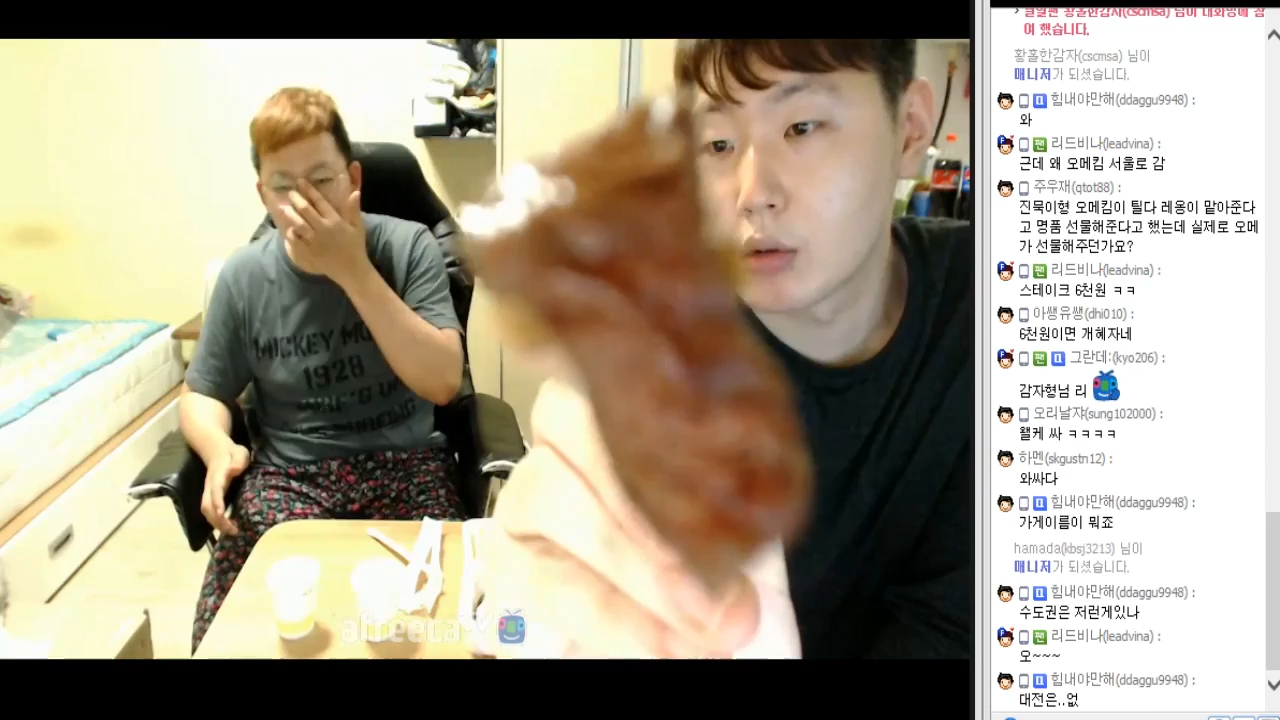 MICKEY MO
192
afreecaTV
> 열혈팬 황홀한감자(cscmsa) 님이 대화방에 참
여 했습니다.
황홀한감자(cscmsa) 님이
매니저가 되셨습니다.
힘내야만해(ddaggu9948) :
와
팬 리드비나(leadvina) :
근데 왜 오메킴 서울로 감
주우재(qtot88) :
진묵이형 오메킴이 틸다 레옹이 맡아준다
고 명품 선물해준다고 했는데 실제로 오메
가 선물해주던가요?
팬 리드비나(leadvina) :
스테이크 6천원 ㅋㅋ
아쌩유쌩(dhi010) :
6천원이면 개혜자네
팬 그란데:(kyo206) :
감자형님 리
오리날쟈(sung102000) :
왤케 싸 ㅋㅋㅋㅋ
하멘(skgustn12) :
와싸다
힘내야만해(ddaggu9948) :
가게이름이 뭐죠
hamada(kbsj3213) 님이
매니저가 되셨습니다.
힘내야만해(ddaggu9948) :
수도권은 저런게있나
팬 리드비나(leadvina) :
오~~~
힘내야만해(ddaggu9948) :
대전은..없